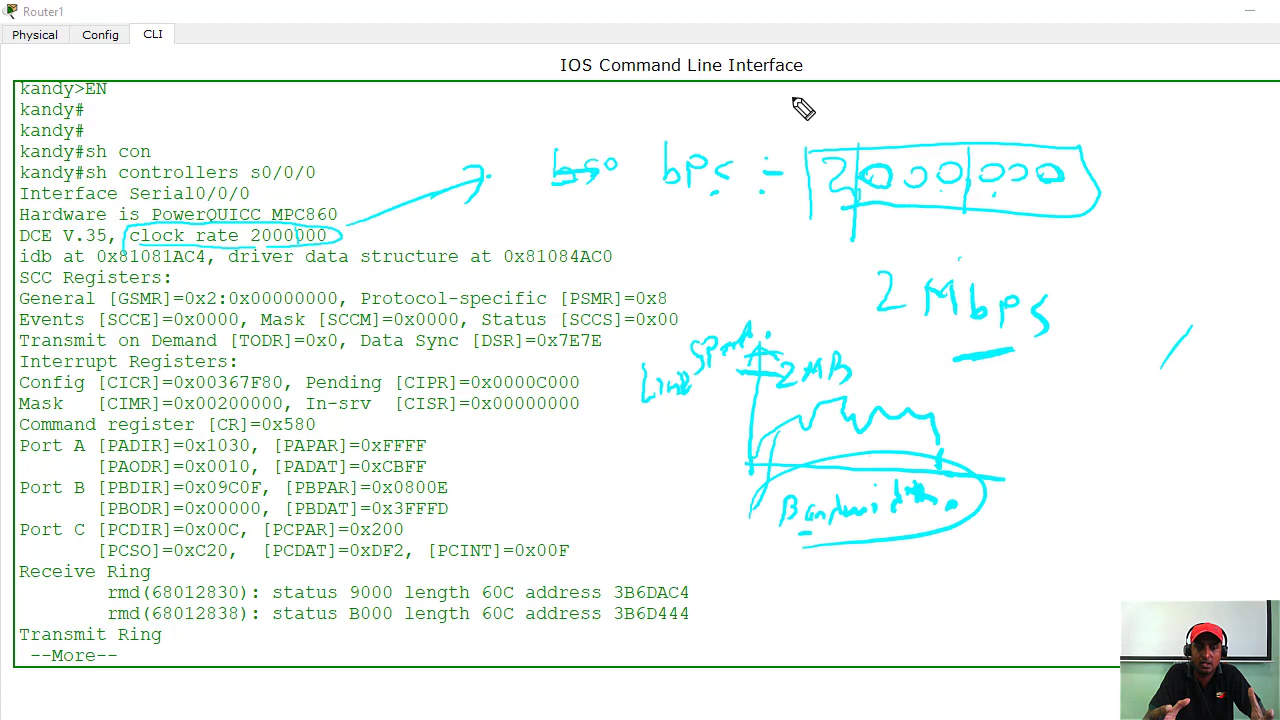 Router1
Physical Config CLI
IOS Command Line Interface
kandy>EN
kandy#
kandy#
kandy#sh con
kandy#sh controllers s0/0/0
Interface Serial0/0/0
Hardware is PowerQUICC MPC860
DCE V.35, clock rate 2000000
idb at 0x81081AC4, driver data structure at 0x81084AC0
SCC Registers:
General [GSMR]=0x2:0x00000000, Protocol-specific [PSMR]=0x8
Events [SCCE]=0x0000, Mask [SCCM]=0x0000, Status [SCCS]=0x00
Transmit on Demand [TODR]=0x0, Data Sync [DSR]=0x7E7E
Interrupt Registers:
Config [CICR]=0x00367F80, Pending [CIPR]=0x0000C000
Mask   [CIMR]=0x00200000, In-srv  [CISR]=0x00000000
Command register [CR]=0x580
Port A [PADIR]=0x1030, [PAPAR]=0xFFFF
[PAODR]=0x0010, [PADAT]=0xCBFF
Port B [PBDIR]=0x09C0F, [PBPAR]=0x0800E
[PBODR]=0x00000, [PBDAT]=0x3FFFD
Port C [PCDIR]=0x00C, [PCPAR]=0x200
[PCSO]=0xC20,  [PCDAT]=0xDF2, [PCINT]=0x00F
Receive Ring
rmd(68012830): status 9000 length 60C address 3B6DAC4
rmd(68012838): status B000 length 60C address 3B6D444
Transmit Ring
--More--
bps = 2000000
2 Mbps
Line
2 MB
Bandwidth